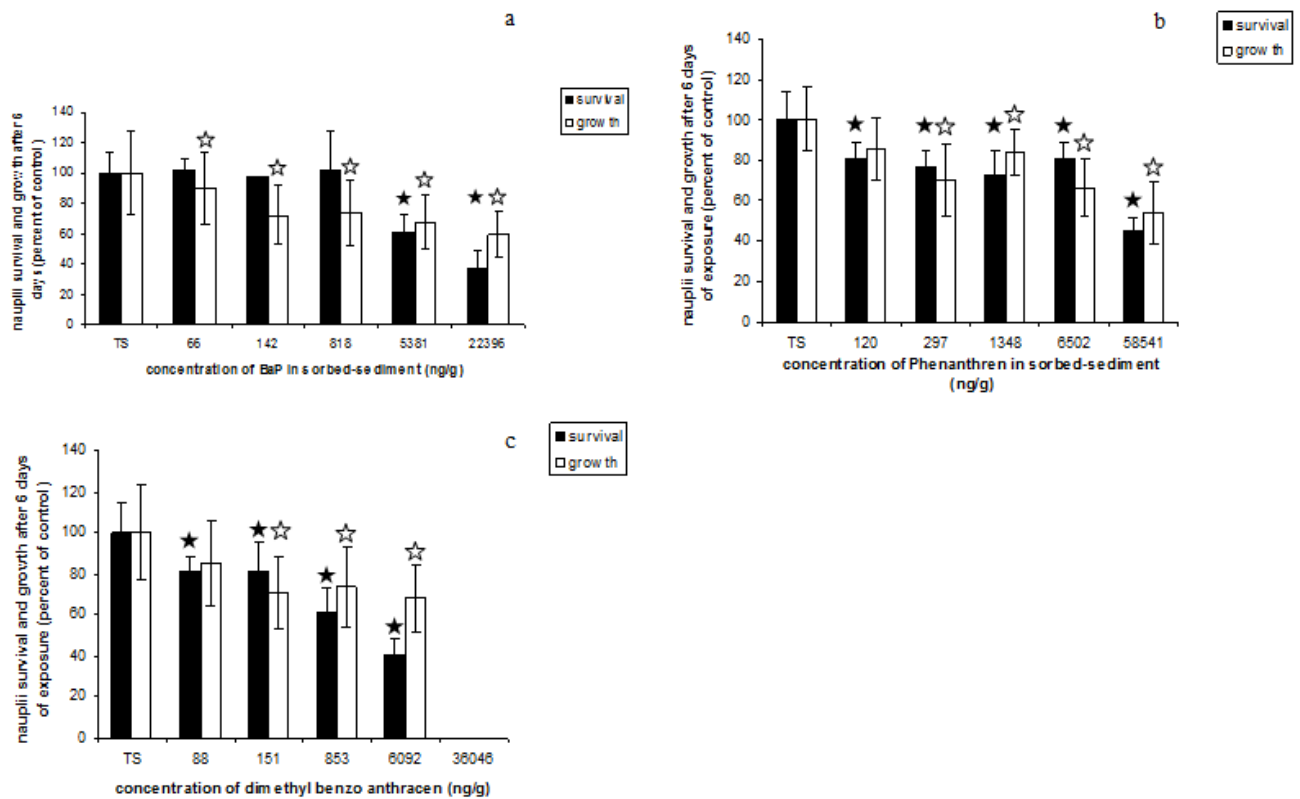 a
survival
growth
nauplii survival and growth after 6
days (percent of control)
140
120
100
80
60
40
20
0
TS 66 142 818 5381 22396
concentration of BaP in sorbed-sediment (ng/g)
b
survival
grow th
nauplii survival and growth after 6 days
of exposure (percent of control)
140
120
100
80
60
40
20
0
TS 120 297 1348 6502 58541
concentration of Phenanthren in sorbed-sediment
(ng/g)
c
survival
grow th
nauplii survival and growth after 6 days
of exposure (percent of control)
140
120
100
80
60
40
20
0
TS 88 151 853 6092 36046
concentration of dimethyl benzo anthracen (ng/g)